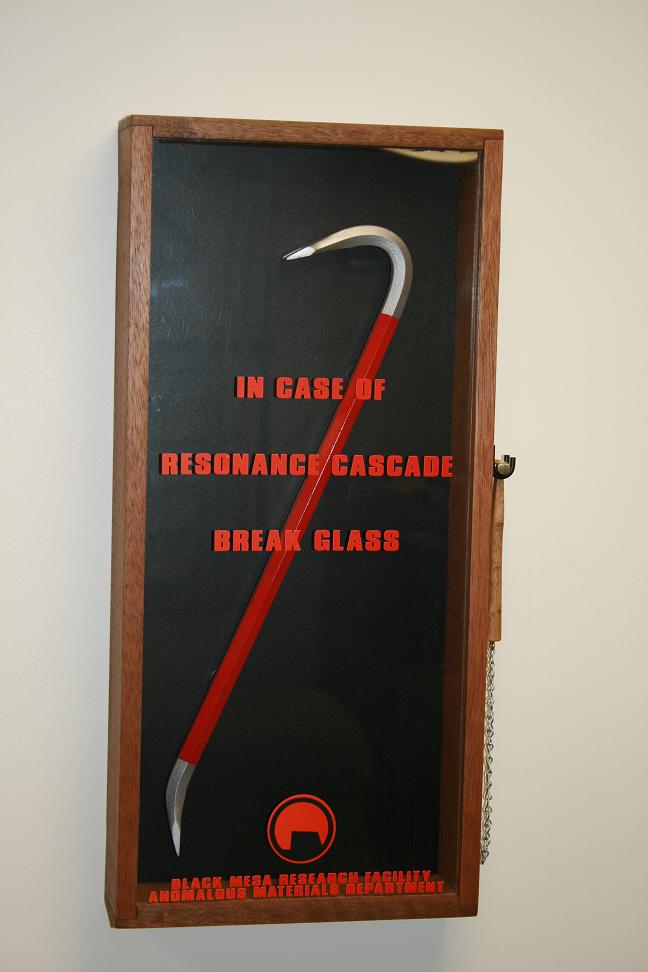 IN CASE OF
RESONANCE CASCADE
BREAK GLASS
BLACK MESA RESEARCH FACILITY
ANOMALOUS MATERIALS DEPARTMENT